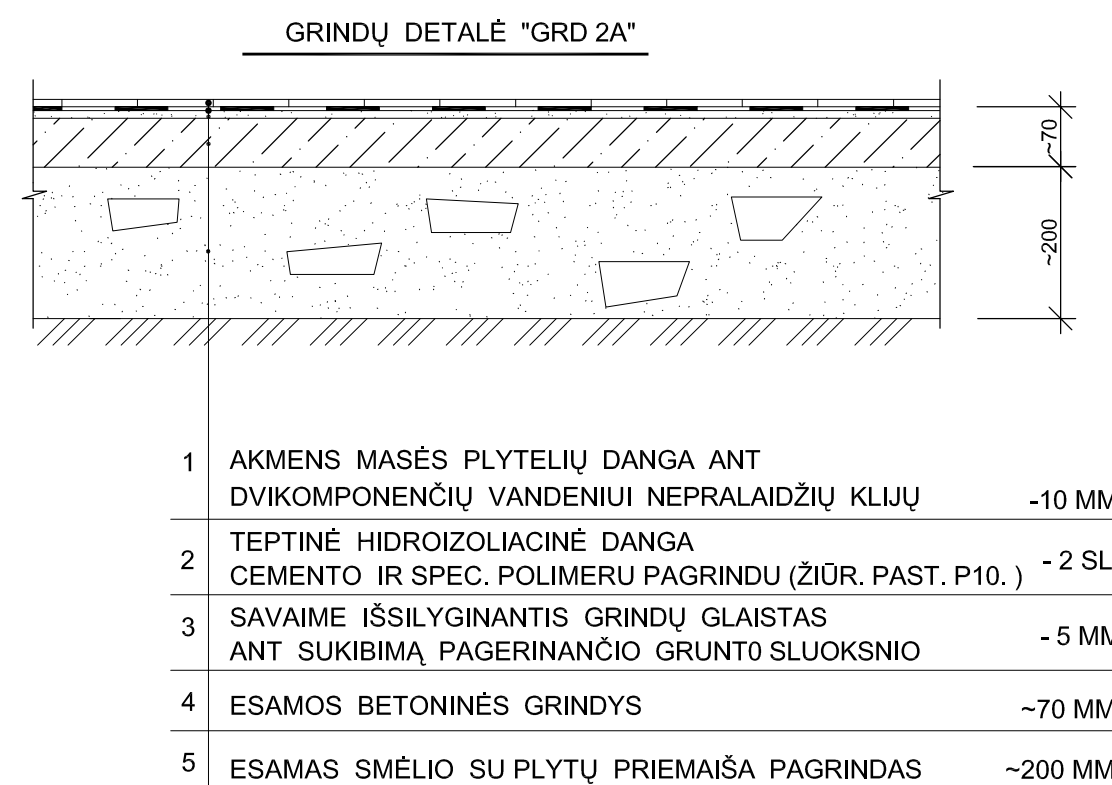 GRINDŲ DETALĖ "GRD 2A"
~70
~200
1 AKMENS MASĖS PLYTELIŲ DANGA ANT
DVIKOMPONENČIŲ VANDENIUI NEPRALAIDŽIŲ KLIJŲ -10 MM
2 TEPTINĖ HIDROIZOLIACINĖ DANGA
CEMENTO IR SPEC. POLIMERU PAGRINDU (ŽIŪR. PAST. P10. ) - 2 SL
3 SAVAIME IŠSILYGINANTIS GRINDŲ GLAISTAS
ANT SUKIBIMĄ PAGERINANČIO GRUNT0 SLUOKSNIO - 5 MM
4 ESAMOS BETONINĖS GRINDYS ~70 MM
5 ESAMAS SMĖLIO SU PLYTŲ PRIEMAIŠA PAGRINDAS ~200 MM